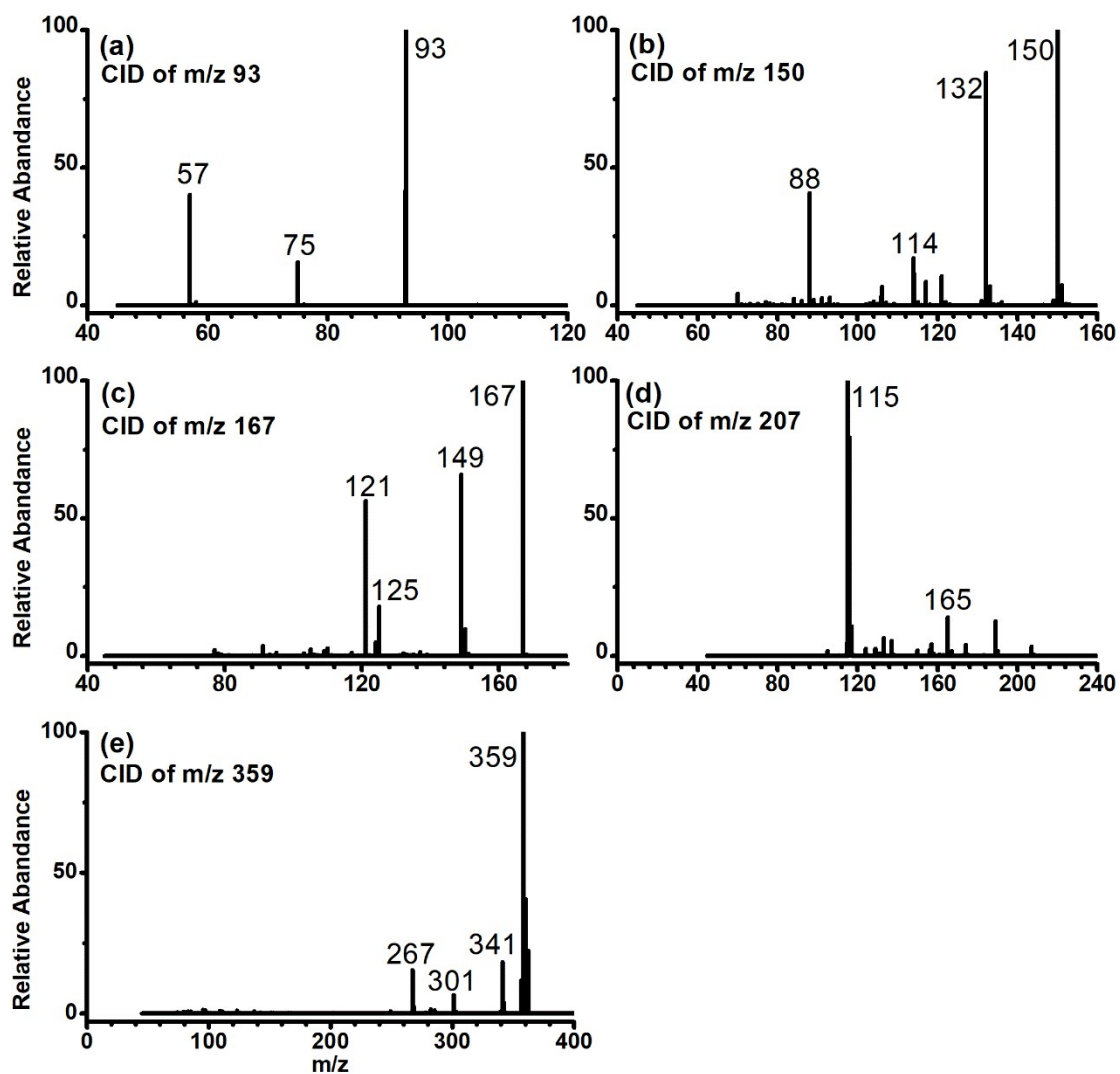 (a)
CID of m/z 93
93
57
75
Relative Abandance
100
50
0
40 60 80 100 120
(b)
CID of m/z 150
150
132
88
114
100
50
0
40 60 80 100 120 140 160
(c)
CID of m/z 167
167
149
121
125
Relative Abandance
100
50
0
40 80 120 160
(d)
CID of m/z 207
115
165
100
50
0
0 40 80 120 160 200 240
(e)
CID of m/z 359
359
267
301
341
Relative Abandance
100
50
0
0 100 200 300 400
m/z